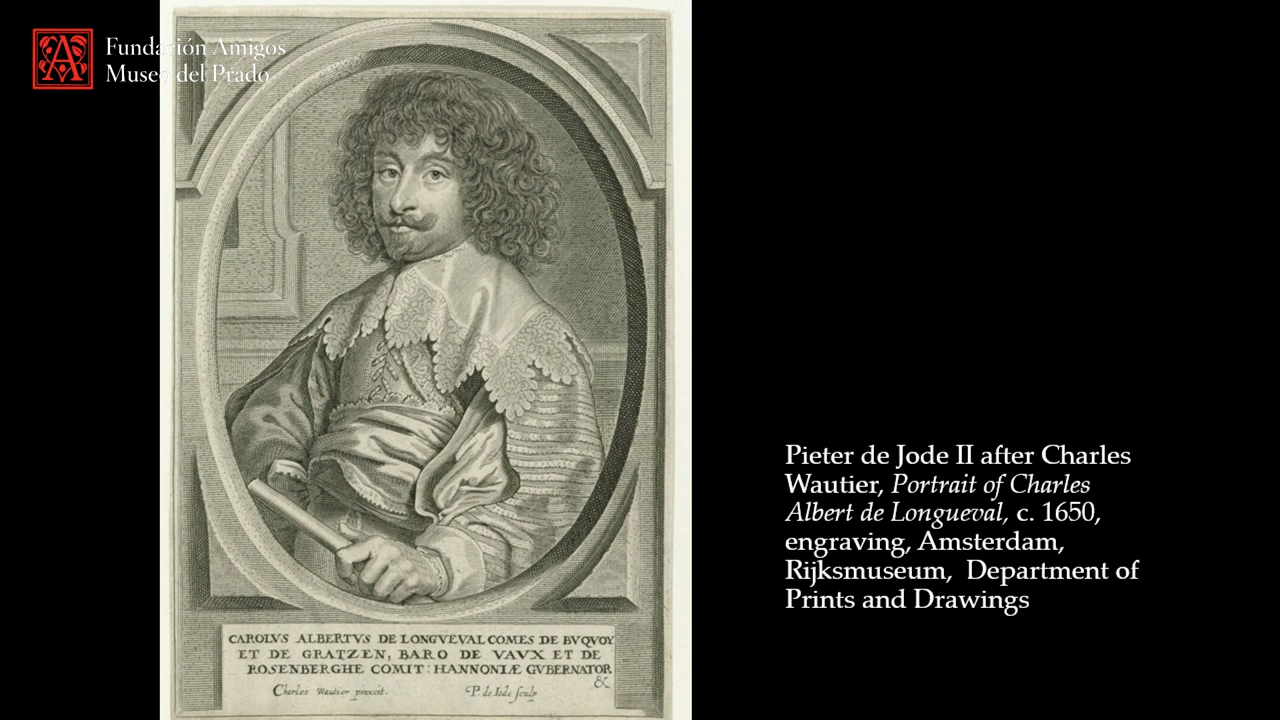 Fundación Amigos
Museo del Prado
CAROLVS ALBERTVS DE LONGVEVAL COMES DE BVQVOY
ET DE GRATZEN, BARO DE VAVX ET DE
ROSENBERGHE COMIT: HANNONIÆ GVBERNATOR
&
Charles Wautier pinxcit. P. de Iode sculp
Pieter de Jode II after Charles
Wautier, Portrait of Charles
Albert de Longueval, c. 1650,
engraving, Amsterdam,
Rijksmuseum, Department of
Prints and Drawings